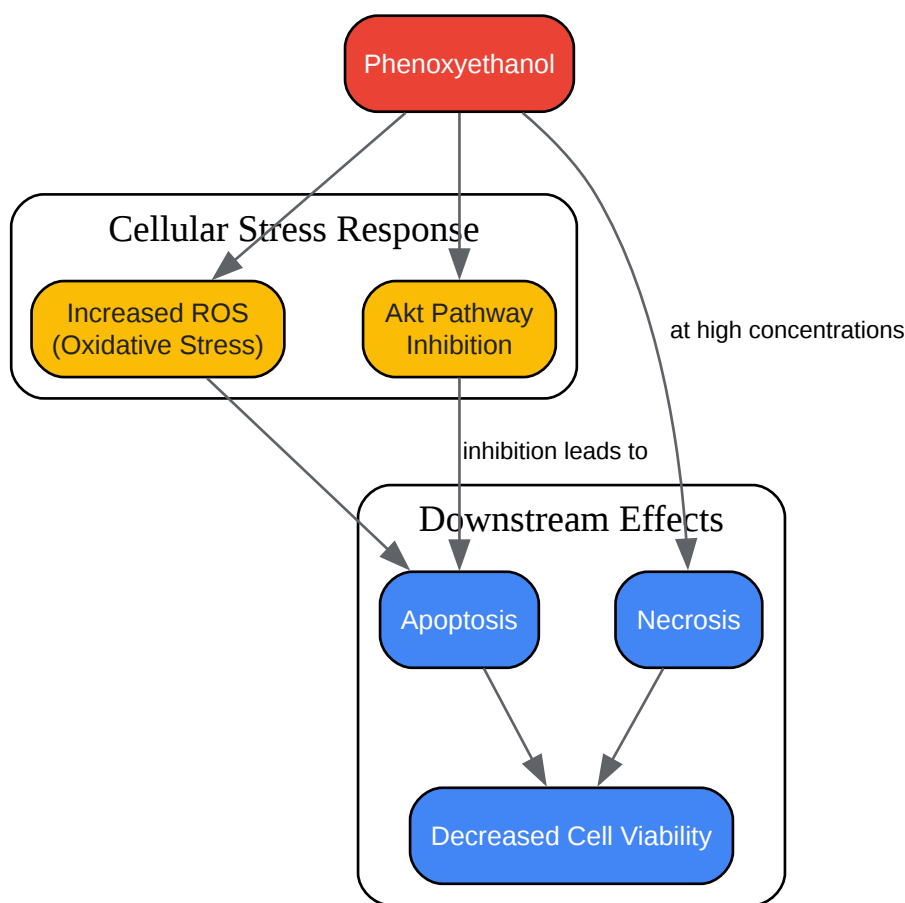 Phenoxyethanol
Cellular Stress Response
Increased ROS
(Oxidative Stress)
Akt Pathway
Inhibition
at high concentrations
inhibition leads to
Downstream Effects
Apoptosis
Necrosis
Decreased Cell Viability